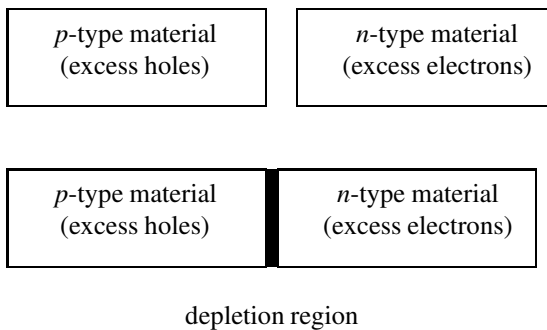 p-type material
(excess holes)
n-type material
(excess electrons)
p-type material
(excess holes)
n-type material
(excess electrons)
depletion region